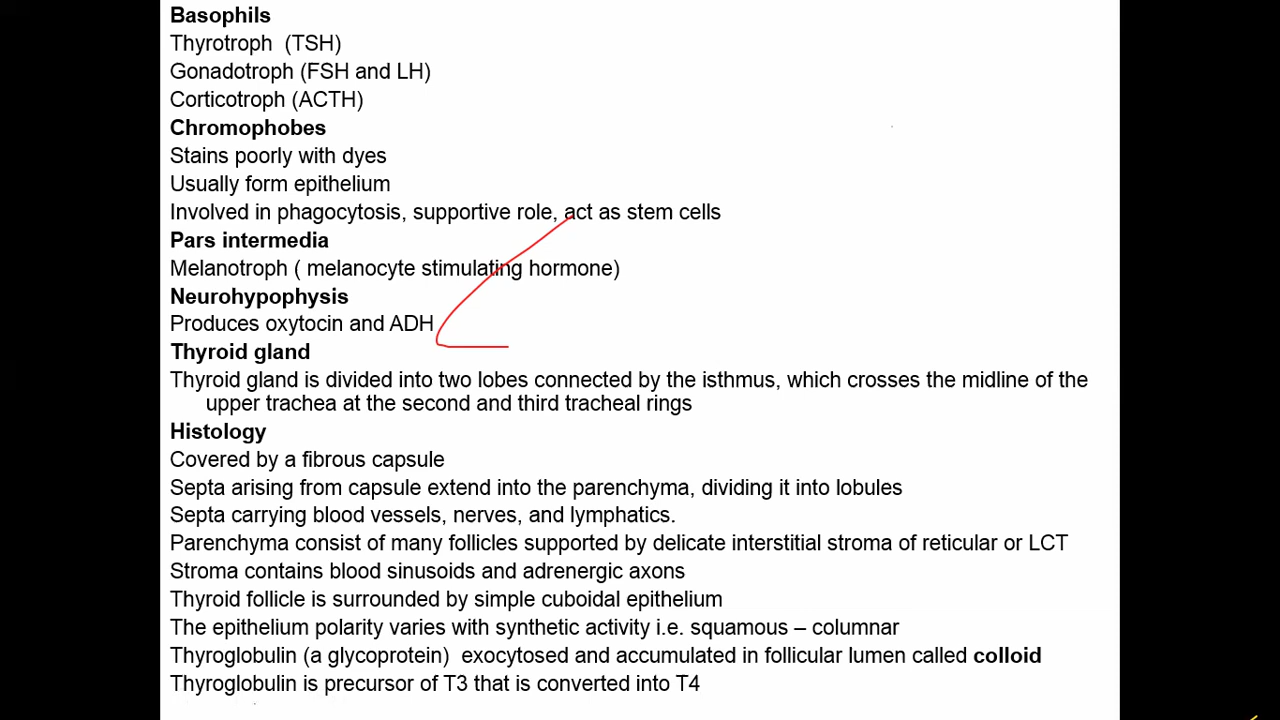 Basophils
Thyrotroph  (TSH)
Gonadotroph (FSH and LH)
Corticotroph (ACTH)
Chromophobes
Stains poorly with dyes
Usually form epithelium
Involved in phagocytosis, supportive role, act as stem cells
Pars intermedia
Melanotroph ( melanocyte stimulating hormone)
Neurohypophysis
Produces oxytocin and ADH
Thyroid gland
Thyroid gland is divided into two lobes connected by the isthmus, which crosses the midline of the
upper trachea at the second and third tracheal rings
Histology
Covered by a fibrous capsule
Septa arising from capsule extend into the parenchyma, dividing it into lobules
Septa carrying blood vessels, nerves, and lymphatics.
Parenchyma consist of many follicles supported by delicate interstitial stroma of reticular or LCT
Stroma contains blood sinusoids and adrenergic axons
Thyroid follicle is surrounded by simple cuboidal epithelium
The epithelium polarity varies with synthetic activity i.e. squamous – columnar
Thyroglobulin (a glycoprotein)  exocytosed and accumulated in follicular lumen called colloid
Thyroglobulin is precursor of T3 that is converted into T4